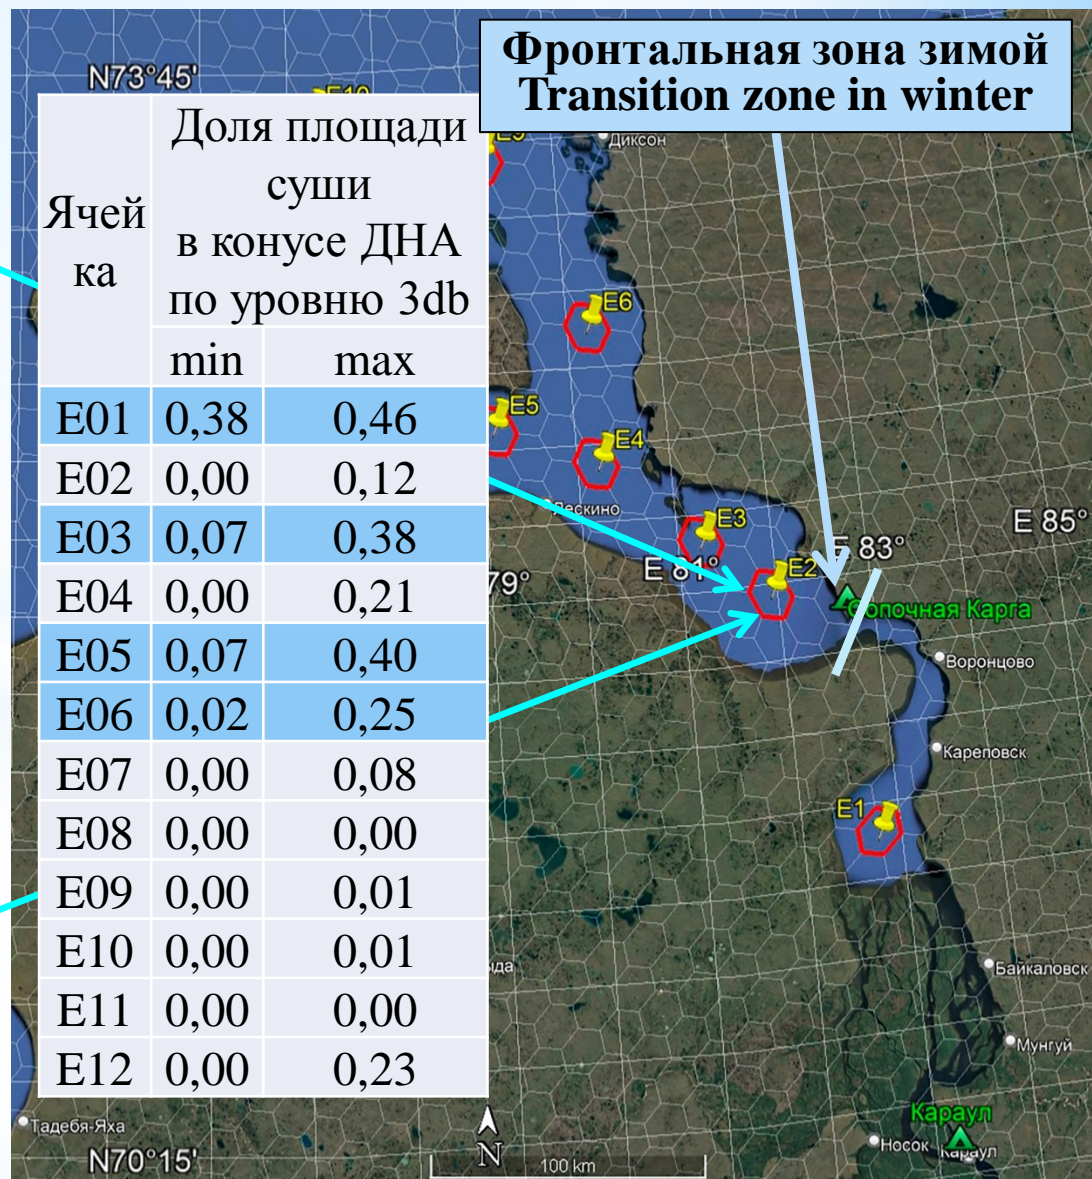 Фронтальная зона зимой
Transition zone in winter
N73°45'
Ячей
ка
Доля площади
суши
в конусе ДНА
по уровню 3db
min max
E01 0,38 0,46
E02 0,00 0,12
E03 0,07 0,38
E04 0,00 0,21
E05 0,07 0,40
E06 0,02 0,25
E07 0,00 0,08
E08 0,00 0,00
E09 0,00 0,01
E10 0,00 0,01
E11 0,00 0,00
E12 0,00 0,23
Диксон
E6
E5
E4
Лескино
E3
E 85°
E 83°
E 81°
E2
79°
Сопочная Карга
Воронцово
Кареповск
E1
Байкаловск
Мунгуй
Тадебя-Яха
Караул
Носок
Караул
N70°15'
N
100 km